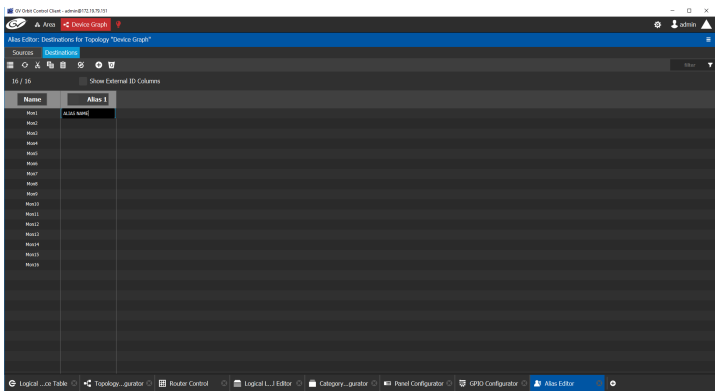 GV Orbit Control Client - admin@172.19.79.151
Area Device Graph admin
Alias Editor: Destinations for Topology "Device Graph"
Sources Destinations
filter
16 / 16 Show External ID Columns
Name Alias 1
Mon1 ALIAS NAME
Mon2
Mon3
Mon4
Mon5
Mon6
Mon7
Mon8
Mon9
Mon10
Mon11
Mon12
Mon13
Mon14
Mon15
Mon16
Logical ...ce Table Topology...gurator Router Control Logical L...l Editor Category...gurator Panel Configurator GPIO Configurator Alias Editor